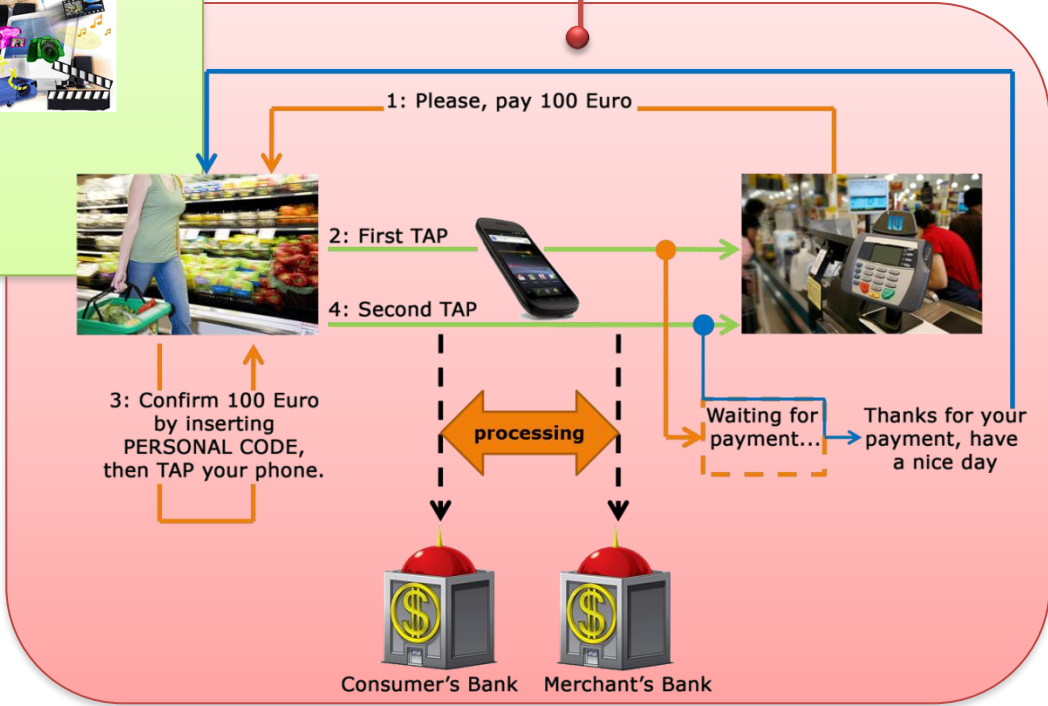 1: Please, pay 100 Euro
2: First TAP
4: Second TAP
3: Confirm 100 Euro
by inserting
PERSONAL CODE,
then TAP your phone.
processing
Waiting for
payment...
Thanks for your
payment, have
a nice day
$
$
Consumer's Bank
Merchant's Bank